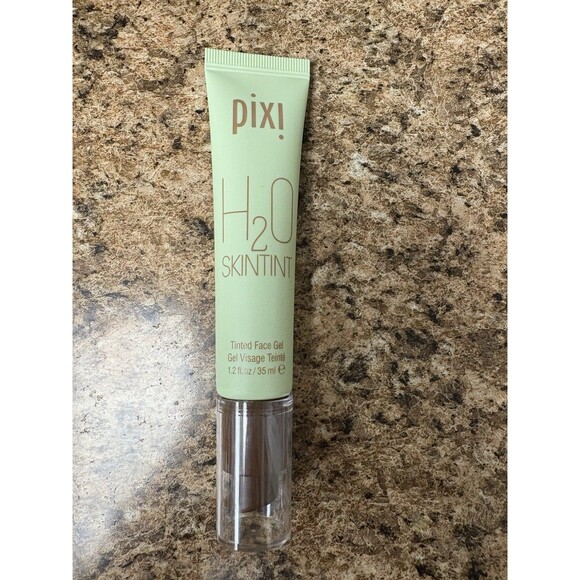 pixi
H2O
SKINTINT
Tinted Face Gel
Gel Visage Teinté
1.2 fl.oz / 35 ml ℮